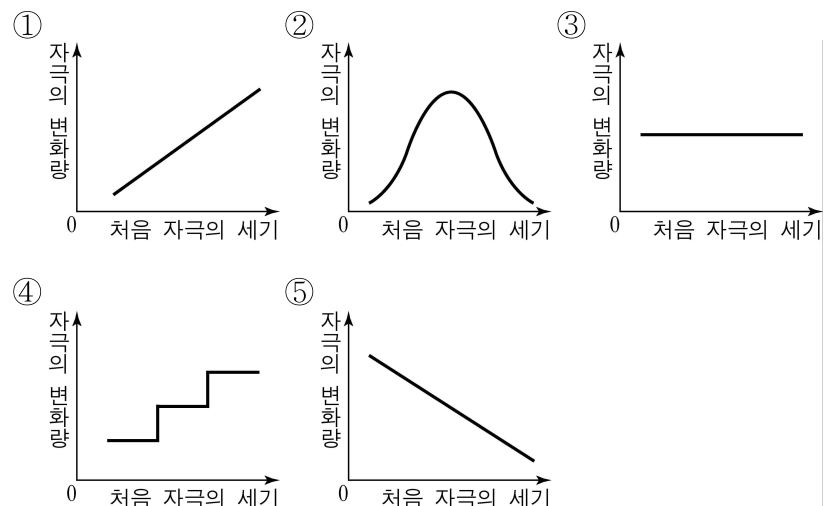 ①
자극의 변화량
0
처음 자극의 세기
②
자극의 변화량
0
처음 자극의 세기
③
자극의 변화량
0
처음 자극의 세기
④
자극의 변화량
0
처음 자극의 세기
⑤
자극의 변화량
0
처음 자극의 세기